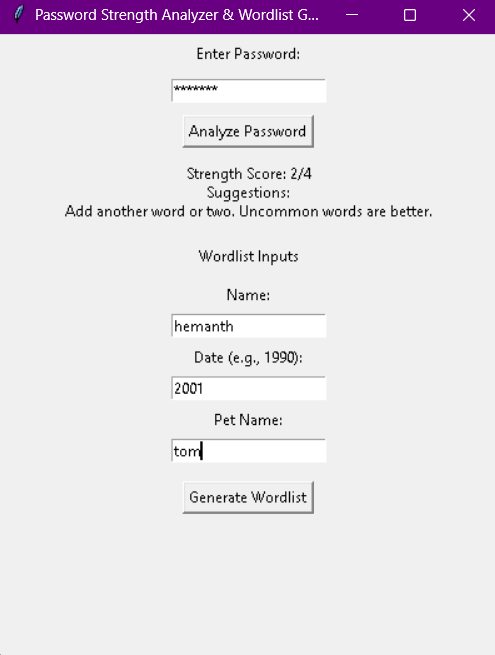 Password Strength Analyzer & Wordlist G...
Enter Password:
*******
Analyze Password
Strength Score: 2/4
Suggestions:
Add another word or two. Uncommon words are better.
Wordlist Inputs
Name:
hemanth
Date (e.g., 1990):
2001
Pet Name:
tom
Generate Wordlist